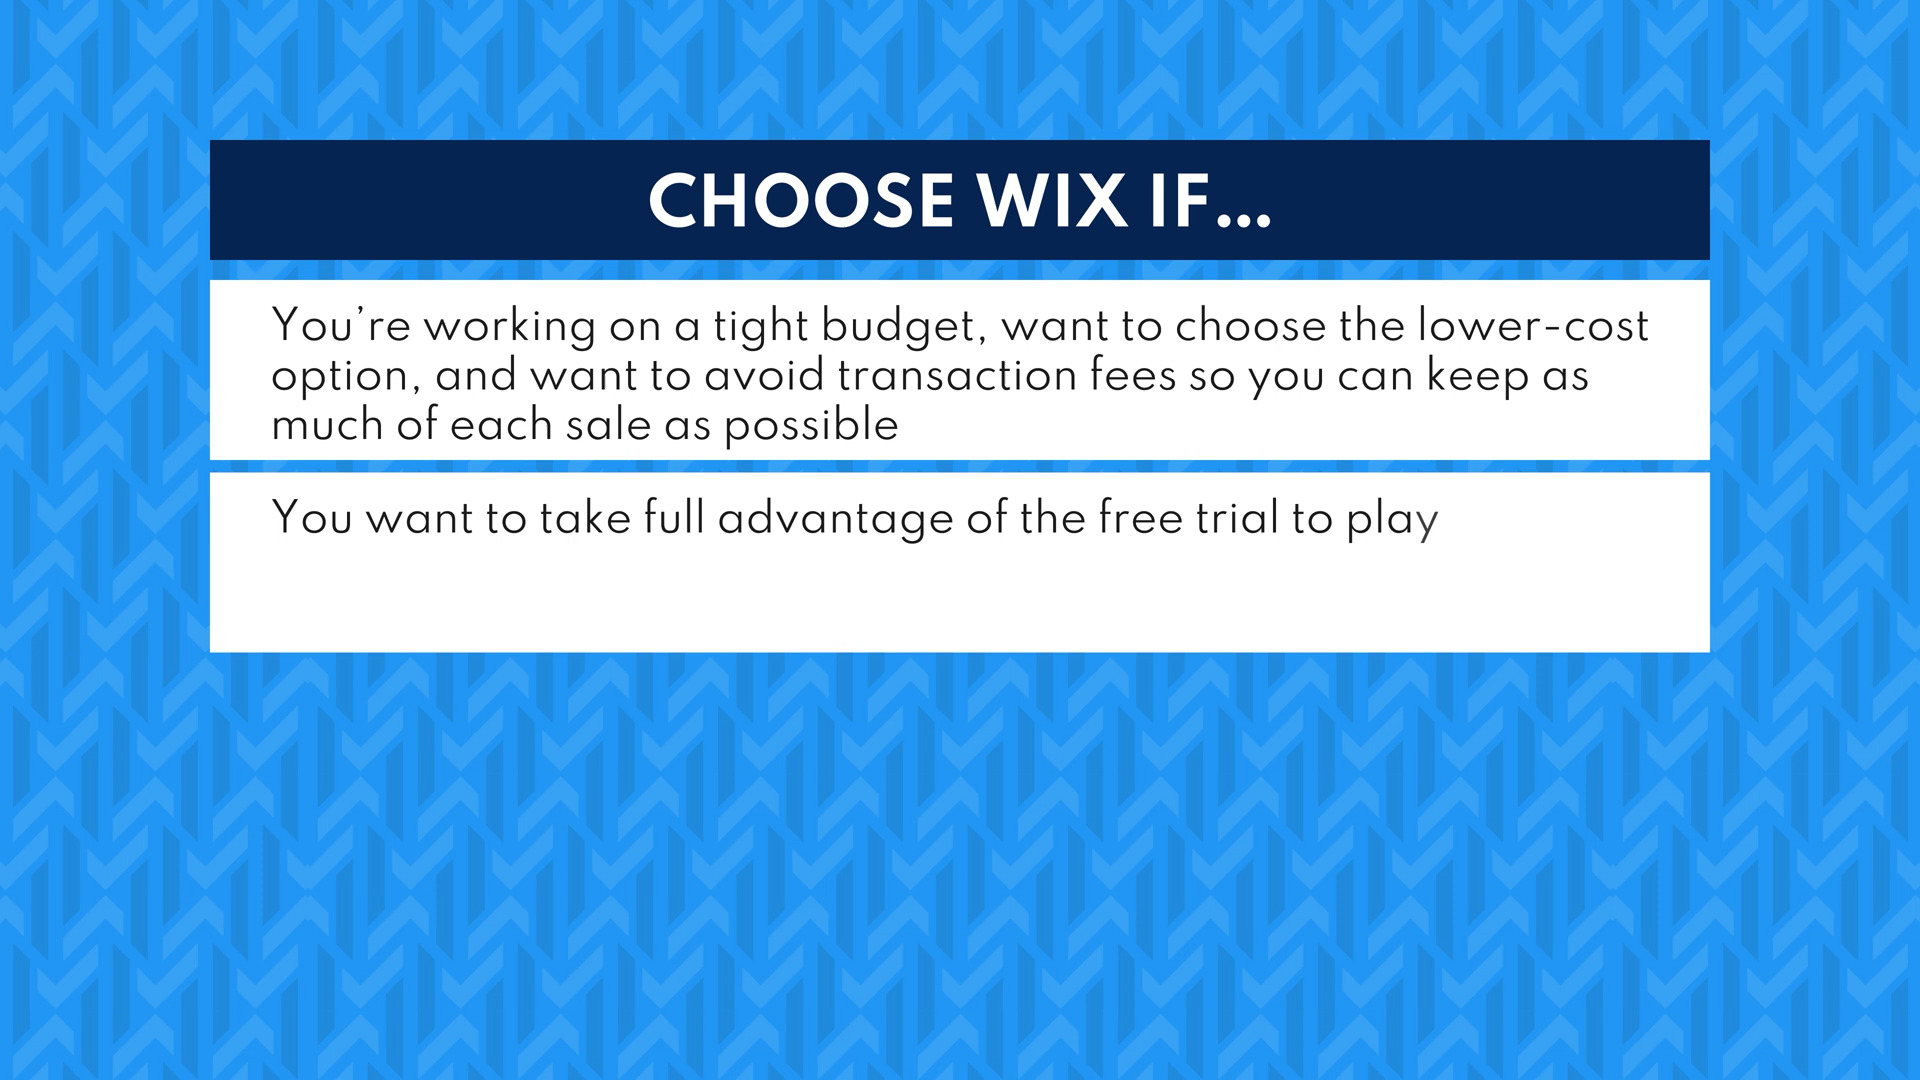 CHOOSE WIX IF...
You’re working on a tight budget, want to choose the lower-cost
option, and want to avoid transaction fees so you can keep as
much of each sale as possible
You want to take full advantage of the free trial to play